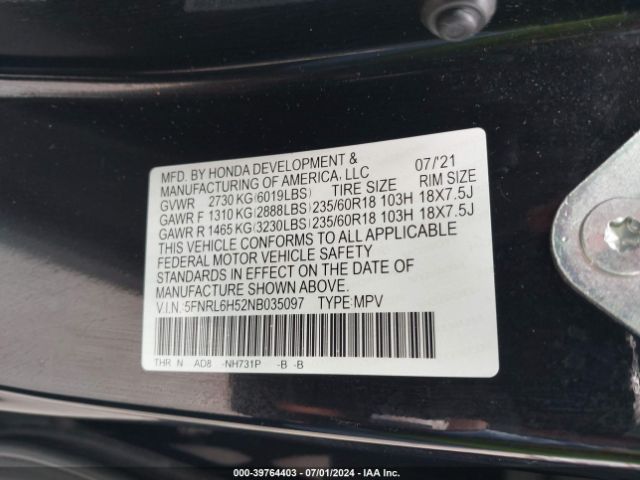 MFD. BY HONDA DEVELOPMENT & 07/'21
MANUFACTURING OF AMERICA, LLC
GVWR 2730 KG (6019LBS) TIRE SIZE RIM SIZE
GAWR F 1310 KG (2888LBS) 235/60R18 103H 18X7.5J
GAWR R 1465 KG (3230LBS) 235/60R18 103H 18X7.5J
THIS VEHICLE CONFORMS TO ALL APPLICABLE
FEDERAL MOTOR VEHICLE SAFETY
STANDARDS IN EFFECT ON THE DATE OF
MANUFACTURE SHOWN ABOVE.
V.I.N. 5FNRL6H52NB035097 TYPE:MPV
THR N AD8 -NH731P -B -B
000-39764403 - 07/01/2024 - IAA Inc.